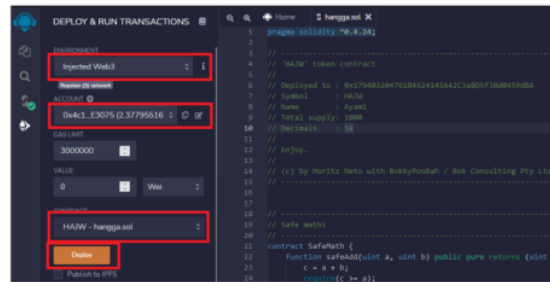 DEPLOY & RUN TRANSACTIONS
ENVIRONMENT
Injected Web3
Ropsten (3) network
ACCOUNT
0x4c1...E3075 (2.37795516
GAS LIMIT
3000000
VALUE
0 Wei
CONTRACT
HAJW - hangga.sol
Deploy
Publish to IPFS
Home
hangga.sol
1 pragma solidity ^0.4.24;
2
3 //
4 // 'HAJW' token contract
5 //
6 // Deployed to :
7 // Symbol : HAJW
8 // Name : Ayam1
9 // Total supply: 1000
10 // Decimals : 18
11 //
12 // Enjoy.
13 //
14 // (c) by Moritz Neto with BokkyPooBah / Bok Consulting Pty Lt
15 //
16
17
18 //
19 // Safe maths
20 //
21 contract SafeMath {
22 function safeAdd(uint a, uint b) public pure returns (uint
23 c = a + b;
24 require(c >= a);